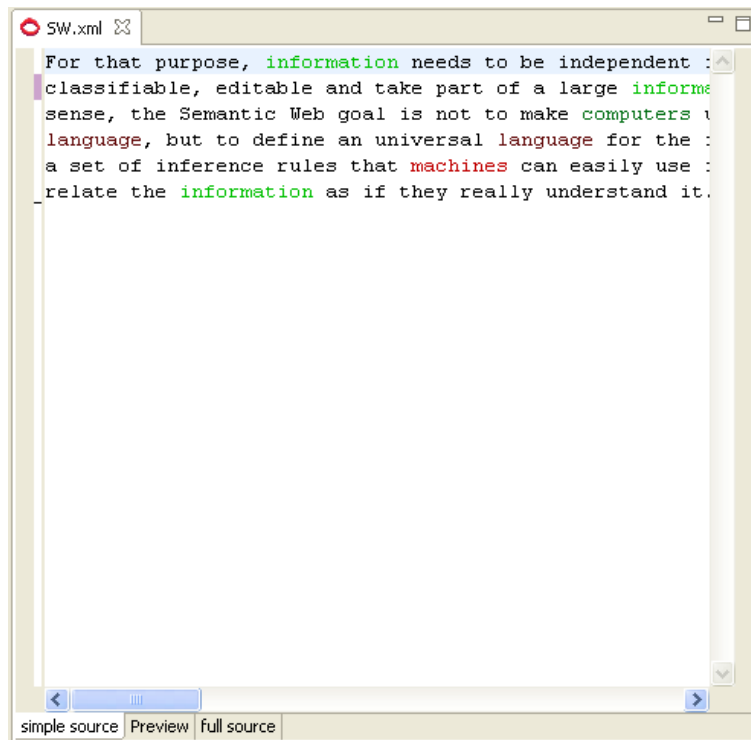 SW.xml
For that purpose, information needs to be independent
classifiable, editable and take part of a large informa
sense, the Semantic Web goal is not to make computers
language, but to define an universal language for the
a set of inference rules that machines can easily use
relate the information as if they really understand it.
simple source Preview full source